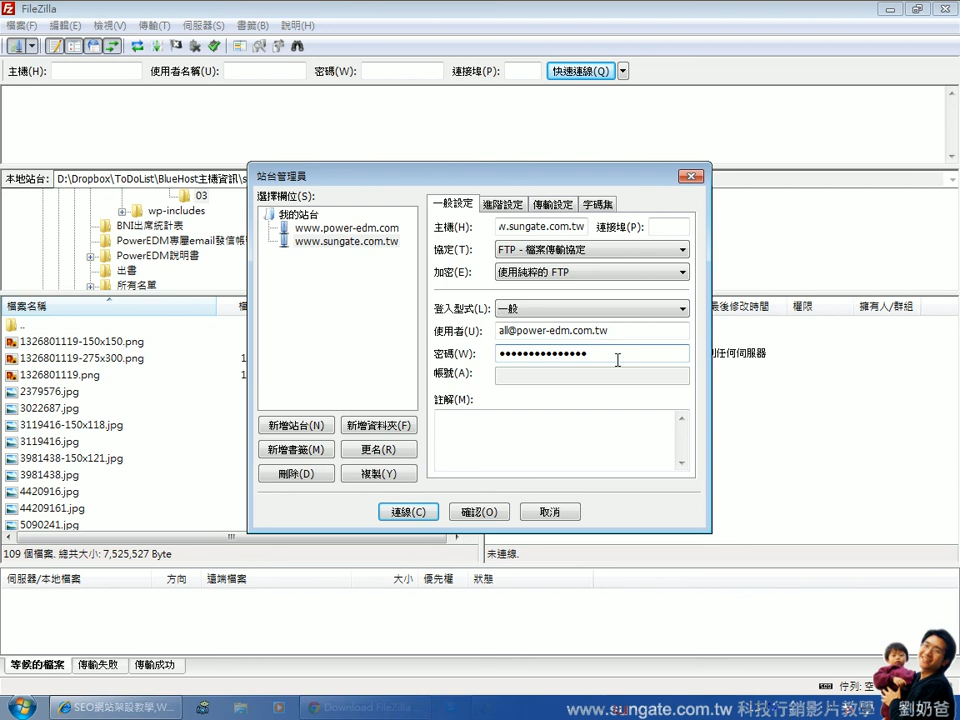 FileZilla
檔案(F) 編輯(E) 檢視(V) 傳輸(T) 伺服器(S) 書籤(B) 說明(H)
主機(H): 使用者名稱(U): 密碼(W): 連接埠(P): 快速連線(Q)
本地站台: D:\Dropbox\ToDoList\BlueHost主機資訊\s
03
wp-includes
BNI出席統計表
PowerEDM專屬email發信帳
PowerEDM說明書
出書
所有名單
檔案名稱
..
1326801119-150x150.png
1326801119-275x300.png
1326801119.png
2379576.jpg
3022687.jpg
3119416-150x118.jpg
3119416.jpg
3981438-150x121.jpg
3981438.jpg
4420916.jpg
44209161.jpg
5090241.jpg
109 個檔案. 總共大小: 7,525,527 Byte
站台管理員
選擇欄位(S):
我的站台
www.power-edm.com
www.sungate.com.tw
新增站台(N) 新增資料夾(F)
新增書籤(M) 更名(R)
刪除(D) 複製(Y)
一般設定 進階設定 傳輸設定 字碼集
主機(H): w.sungate.com.tw 連接埠(P):
協定(T): FTP - 檔案傳輸協定
加密(E): 使用純粹的 FTP
登入型式(L): 一般
使用者(U): all@power-edm.com.tw
密碼(W): ●●●●●●●●●●●●●●●
帳號(A):
註解(M):
連線(C) 確認(O) 取消
最後修改時間 權限 擁有人/群組
到任何伺服器
未連線.
伺服器/本地檔案 方向 遠端檔案 大小 優先權 狀態
等候的檔案 傳輸失敗 傳輸成功
佇列: 空
SEO網站架設教學,W... Download FileZilla...
www.sungate.com.tw 科技行銷影片教學 劉奶爸